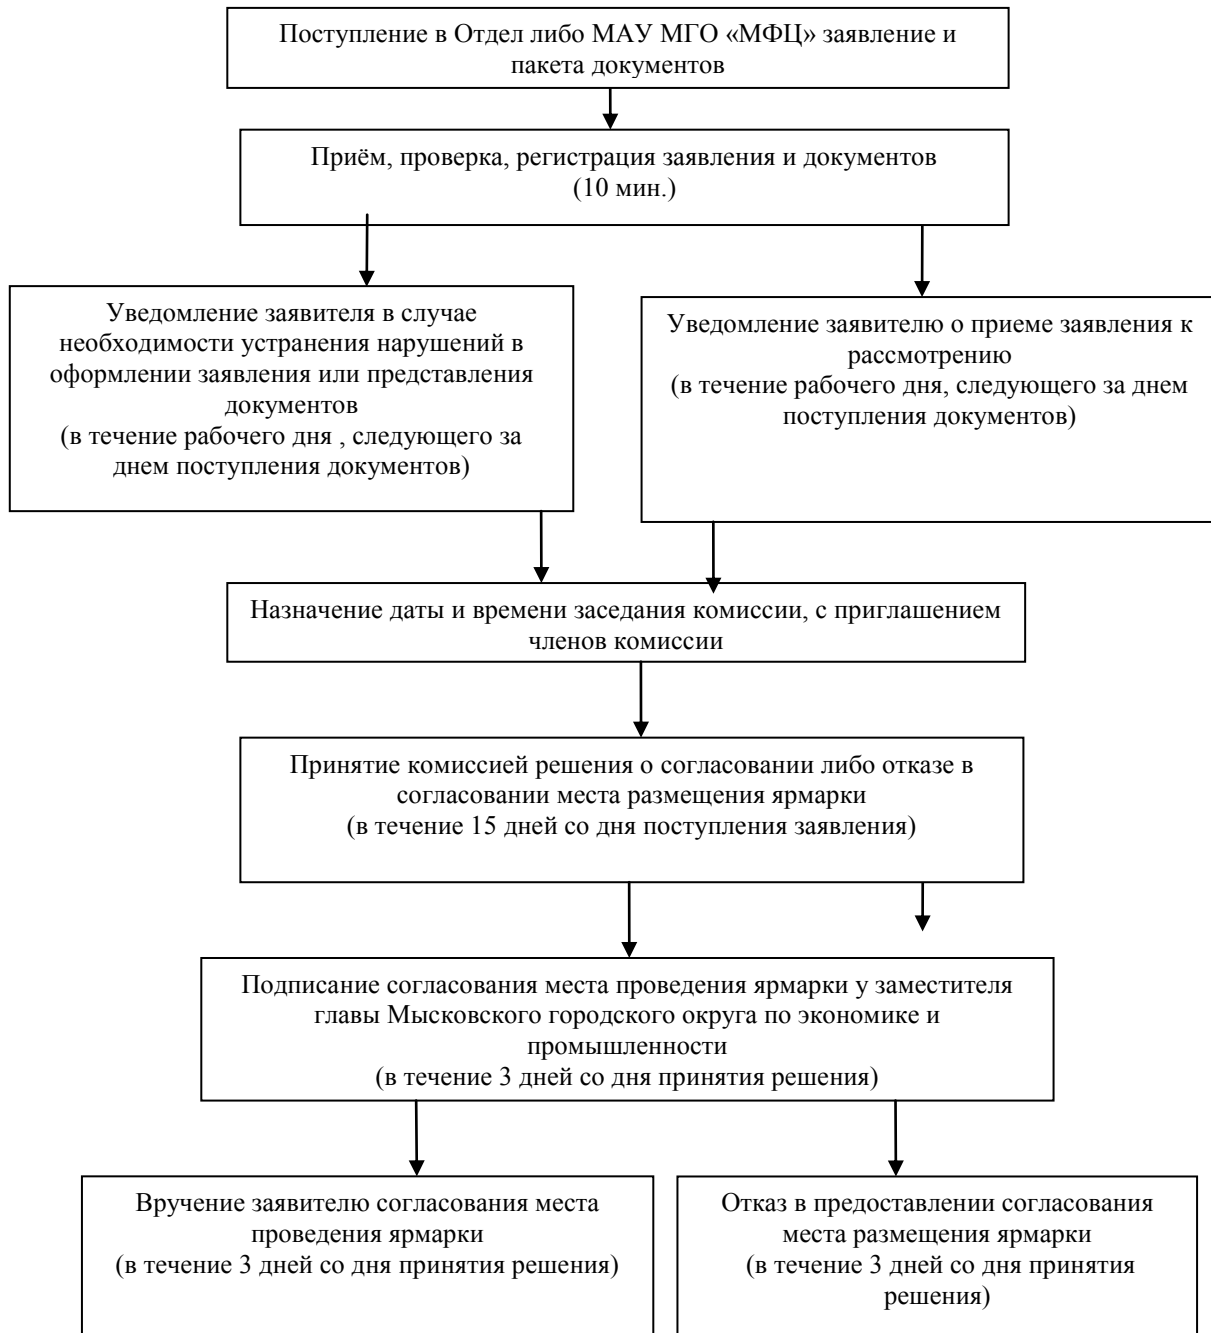 Поступление в Отдел либо МАУ МГО «МФЦ» заявление и
пакета документов
Приём, проверка, регистрация заявления и документов
(10 мин.)
Уведомление заявителя в случае
необходимости устранения нарушений в
оформлении заявления или представления
документов
(в течение рабочего дня , следующего за
днем поступления документов)
Уведомление заявителю о приеме заявления к
рассмотрению
(в течение рабочего дня, следующего за днем
поступления документов)
Назначение даты и времени заседания комиссии, с приглашением
членов комиссии
Принятие комиссией решения о согласовании либо отказе в
согласовании места размещения ярмарки
(в течение 15 дней со дня поступления заявления)
Подписание согласования места проведения ярмарки у заместителя
главы Мысковского городского округа по экономике и
промышленности
(в течение 3 дней со дня принятия решения)
Вручение заявителю согласования места
проведения ярмарки
(в течение 3 дней со дня принятия решения)
Отказ в предоставлении согласования
места размещения ярмарки
(в течение 3 дней со дня принятия
решения)